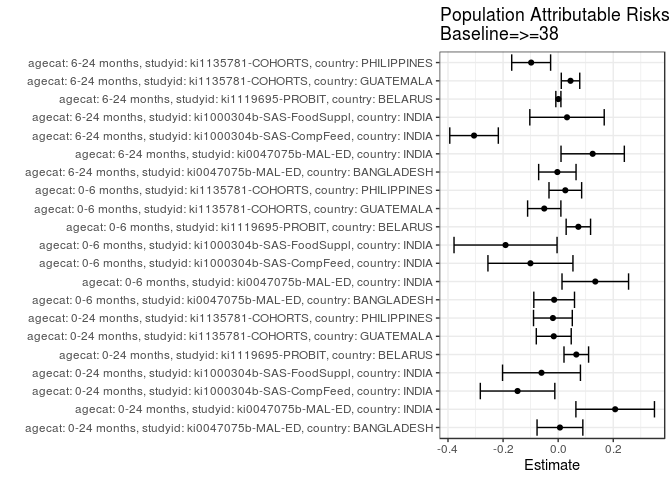 Population Attributable Risks
Baseline=>=38
agecat: 6-24 months, studyid: ki1135781-COHORTS, country: PHILIPPINES
agecat: 6-24 months, studyid: ki1135781-COHORTS, country: GUATEMALA
agecat: 6-24 months, studyid: ki1119695-PROBIT, country: BELARUS
agecat: 6-24 months, studyid: ki1000304b-SAS-FoodSuppl, country: INDIA
agecat: 6-24 months, studyid: ki1000304b-SAS-CompFeed, country: INDIA
agecat: 6-24 months, studyid: ki0047075b-MAL-ED, country: INDIA
agecat: 6-24 months, studyid: ki0047075b-MAL-ED, country: BANGLADESH
agecat: 0-6 months, studyid: ki1135781-COHORTS, country: PHILIPPINES
agecat: 0-6 months, studyid: ki1135781-COHORTS, country: GUATEMALA
agecat: 0-6 months, studyid: ki1119695-PROBIT, country: BELARUS
agecat: 0-6 months, studyid: ki1000304b-SAS-FoodSuppl, country: INDIA
agecat: 0-6 months, studyid: ki1000304b-SAS-CompFeed, country: INDIA
agecat: 0-6 months, studyid: ki0047075b-MAL-ED, country: INDIA
agecat: 0-6 months, studyid: ki0047075b-MAL-ED, country: BANGLADESH
agecat: 0-24 months, studyid: ki1135781-COHORTS, country: PHILIPPINES
agecat: 0-24 months, studyid: ki1135781-COHORTS, country: GUATEMALA
agecat: 0-24 months, studyid: ki1119695-PROBIT, country: BELARUS
agecat: 0-24 months, studyid: ki1000304b-SAS-FoodSuppl, country: INDIA
agecat: 0-24 months, studyid: ki1000304b-SAS-CompFeed, country: INDIA
agecat: 0-24 months, studyid: ki0047075b-MAL-ED, country: INDIA
agecat: 0-24 months, studyid: ki0047075b-MAL-ED, country: BANGLADESH
-0.4 -0.2 0.0 0.2
Estimate